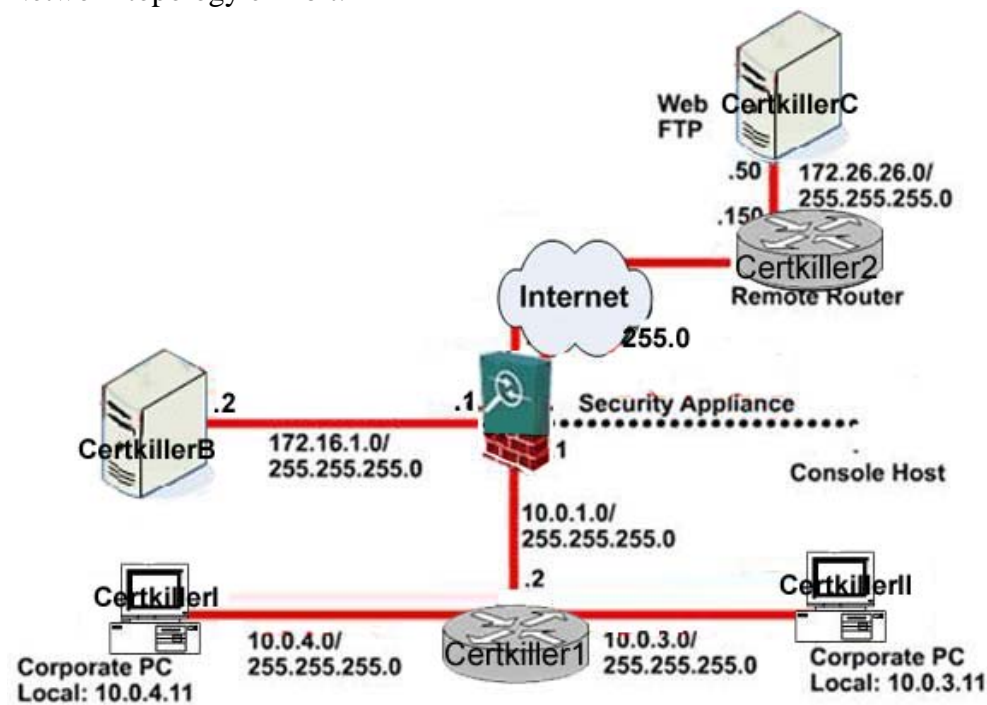 Web
FTP
CertkillerC
.50
172.26.26.0/
255.255.255.0
.150
Certkiller2
Remote Router
Internet
255.0
.2
.1
Security Appliance
CertkillerB
172.16.1.0/
255.255.255.0
1
Console Host
10.0.1.0/
255.255.255.0
.2
CertkillerI
CertkillerII
10.0.4.0/
255.255.255.0
Certkiller1
10.0.3.0/
255.255.255.0
Corporate PC
Local: 10.0.4.11
Corporate PC
Local: 10.0.3.11